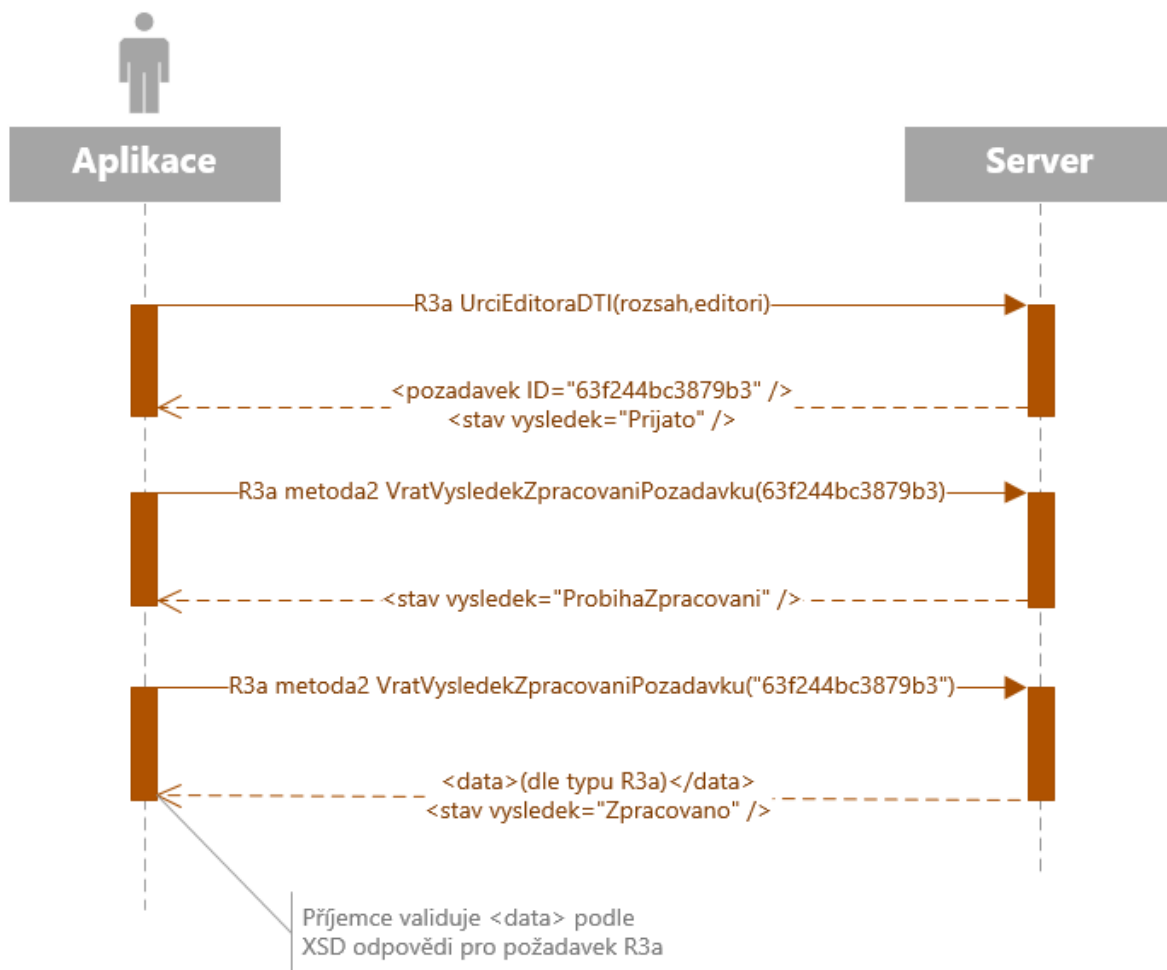 Aplikace
Server
R3a UrciEditoraDTI(rozsah,editori)
<pozadavek ID="63f244bc3879b3" />
<stav vysledek="Prijato" />
R3a metoda2 VratVysledekZpracovaniPozadavku(63f244bc3879b3)
<stav vysledek="ProbihaZpracovani" />
R3a metoda2 VratVysledekZpracovaniPozadavku("63f244bc3879b3")
<data>(dle typu R3a)</data>
<stav vysledek="Zpracovano" />
Příjemce validuje <data> podle
XSD odpovědi pro požadavek R3a